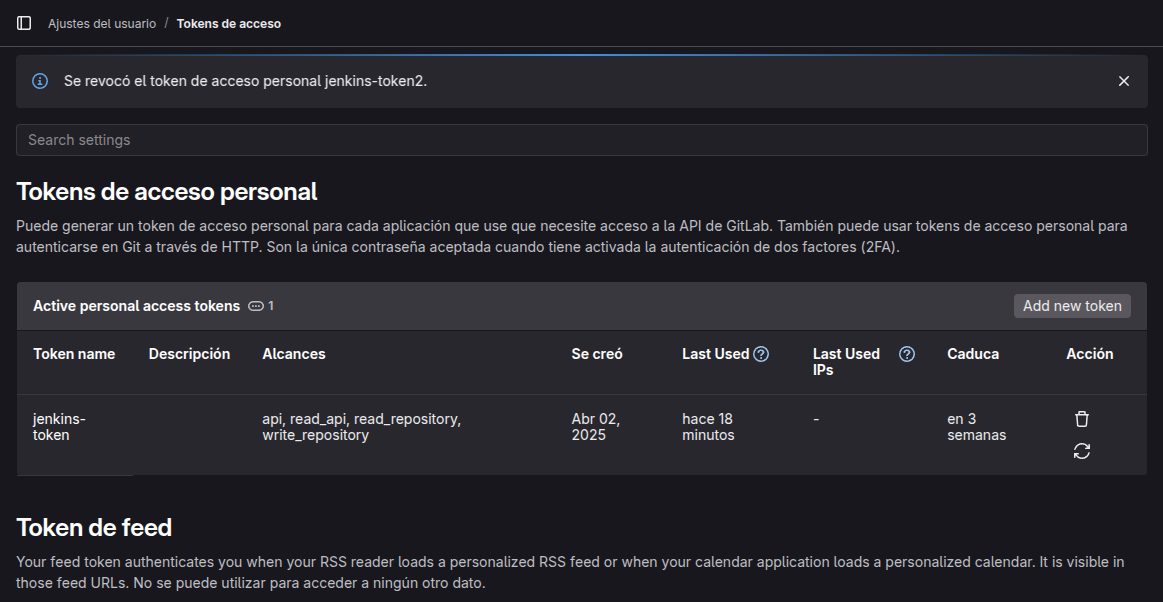 Ajustes del usuario / Tokens de acceso
Se revocó el token de acceso personal jenkins-token2.
Search settings
Tokens de acceso personal
Puede generar un token de acceso personal para cada aplicación que use que necesite acceso a la API de GitLab. También puede usar tokens de acceso personal para
autenticarse en Git a través de HTTP. Son la única contraseña aceptada cuando tiene activada la autenticación de dos factores (2FA).
Active personal access tokens 1
Add new token
Token name Descripción Alcances Se creó Last Used Last Used Caduca Acción
IPs
jenkins- api, read_api, read_repository, Abr 02, hace 18 - en 3
token write_repository 2025 minutos semanas
Token de feed
Your feed token authenticates you when your RSS reader loads a personalized RSS feed or when your calendar application loads a personalized calendar. It is visible in
those feed URLs. No se puede utilizar para acceder a ningún otro dato.